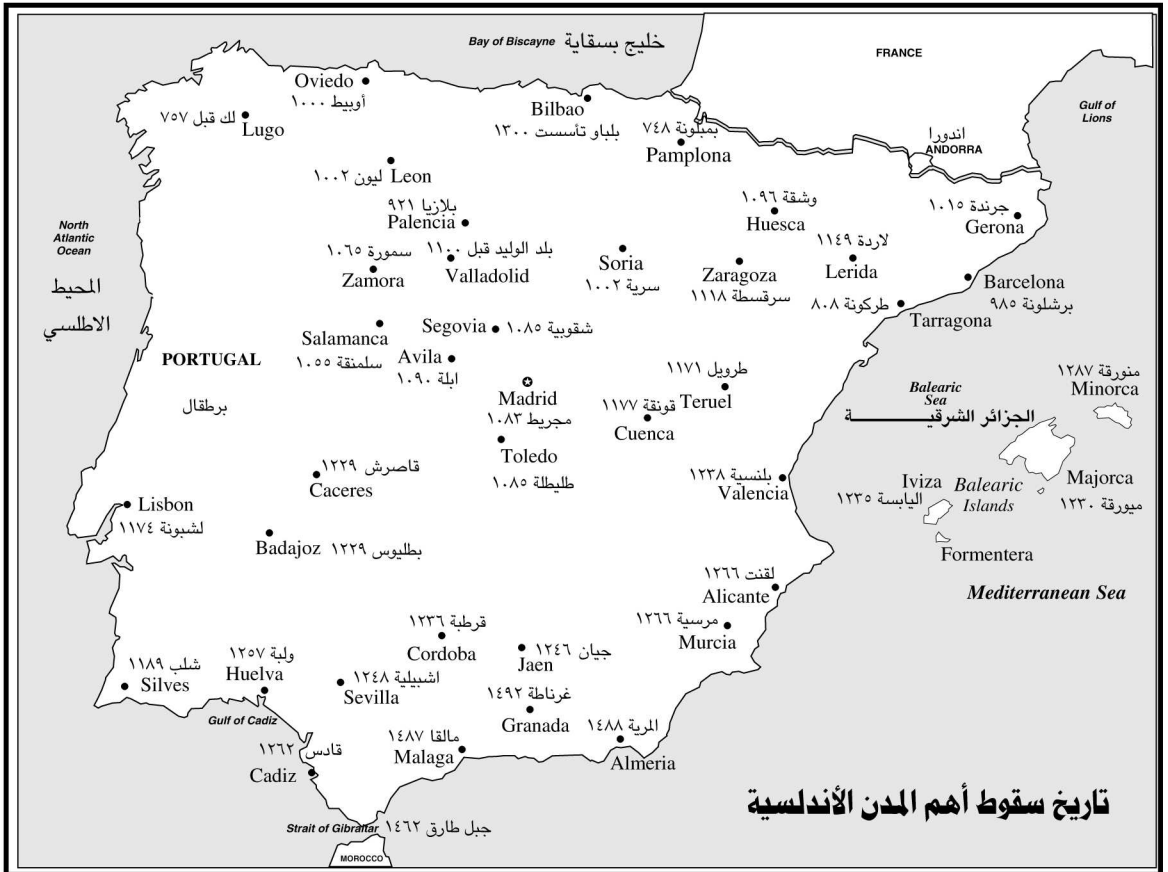 Bay of Biscayne خليج بسقاية
FRANCE
Gulf of
Lions
Oviedo
أوبيط ١٠٠٠
Bilbao
بلباو تأسست ١٣٠٠
لك قبل ٧٥٧
Lugo
بمبلونة ٧٤٨
Pamplona
اندورا
ANDORRA
ليون ١٠٠٢ Leon
بلازيا ٩٢١
Palencia
وشقة ١٠٩٦
Huesca
جرندة ١٠١٥
Gerona
North
Atlantic
Ocean
المحيط
الاطلسي
سمورة ١٠٦٥
Zamora
بلد الوليد قبل ١١٠٠
Valladolid
Soria
سرية ١٠٠٢
Zaragoza
سرقسطة ١١١٨
لاردة ١١٤٩
Lerida
Barcelona
برشلونة ٩٨٥
طركونة ٨٠٨
Tarragona
Salamanca
سلمنقة ١٠٥٥
Segovia شقوبية ١٠٨٥
PORTUGAL
برطقال
Avila
ابلة ١٠٩٠
Madrid
مجريط ١٠٨٣
طرويل ١١٧١
Teruel
قونقة ١١٧٧
Cuenca
Balearic
Sea
الجزائر الشرقيـــــــة
منورقة ١٢٨٧
Minorca
Toledo
طليطلة ١٠٨٥
قاصرش ١٢٢٩
Caceres
بلنسية ١٢٣٨
Valencia
Iviza
اليابسة ١٢٣٥
Balearic
Islands
Majorca
ميورقة ١٢٣٠
Formentera
Lisbon
لشبونة ١١٧٤
Badajoz بطليوس ١٢٢٩
لقنت ١٢٦٦
Alicante
Mediterranean Sea
مرسية ١٢٦٦
Murcia
قرطبة ١٢٣٦
Cordoba
جيان ١٢٤٦
Jaen
شلب ١١٨٩
Silves
ولبة ١٢٥٧
Huelva
اشبيلية ١٢٤٨
Sevilla
غرناطة ١٤٩٢
Granada
Gulf of Cadiz
قادس ١٢٦٢
Cadiz
مالقا ١٤٨٧
Malaga
المرية ١٤٨٨
Almeria
تاريخ سقوط أهم المدن الأندلسية
Strait of Gibraltar جبل طارق ١٤٦٢
MOROCCO